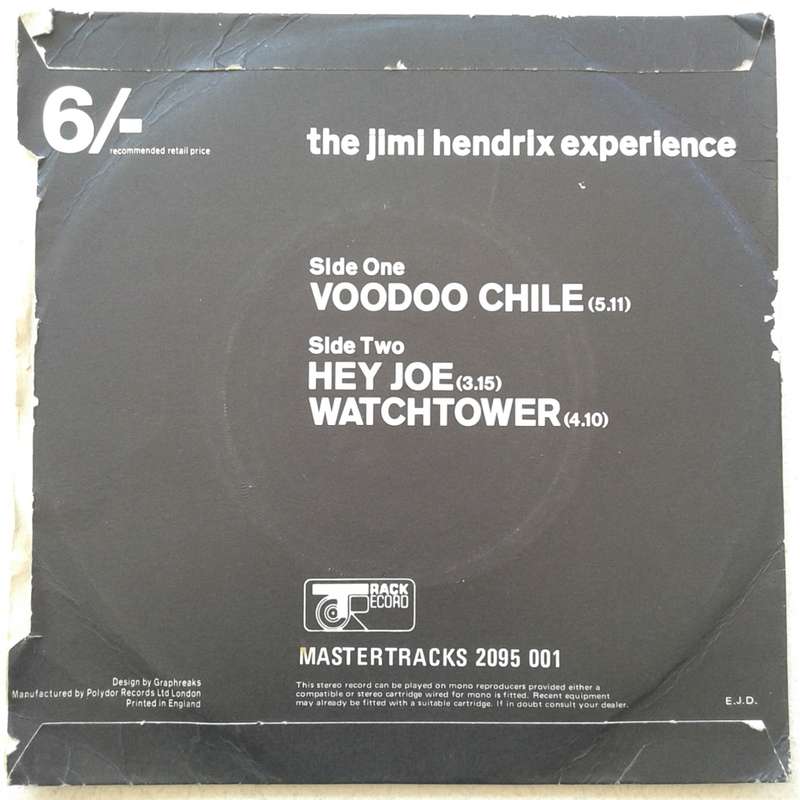 6/-
recommended retail price
the jimi hendrix experience
Side One
VOODOO CHILE (5.11)
Side Two
HEY JOE (3.15)
WATCHTOWER (4.10)
TRACK
RECORD
MASTERTRACKS 2095 001
Design by Graphreaks
Manufactured by Polydor Records Ltd London
Printed in England
This stereo record can be played on mono reproducers provided either a
compatible or stereo cartridge wired for mono is fitted. Recent equipment
may already be fitted with a suitable cartridge. If in doubt consult your dealer.
E.J.D.